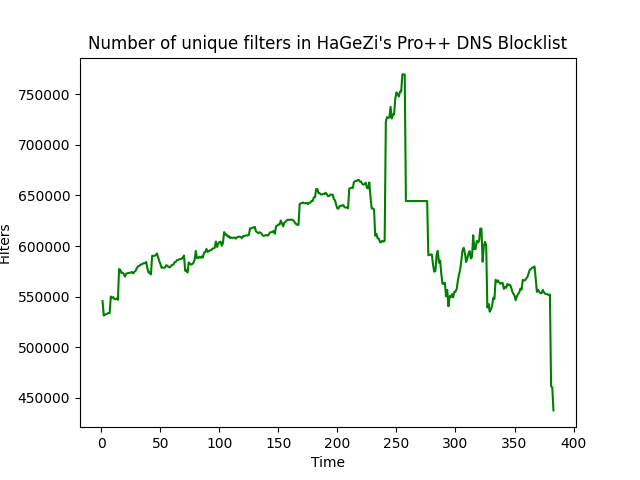 Number of unique filters in HaGeZi's Pro++ DNS Blocklist
750000
700000
650000
600000
550000
500000
450000
Filters
0 50 100 150 200 250 300 350 400
Time